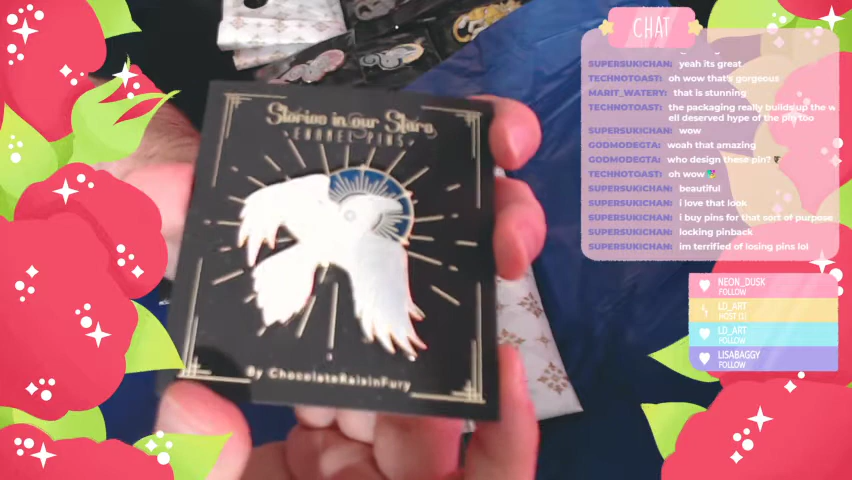 Stories in our Stars
ENAMEL PINS
By ChocolateRaisinFury
CHAT
SUPERSUKICHAN: yeah its great
TECHNOTOAST: oh wow that's gorgeous
MARIT_WATERY: that is stunning
TECHNOTOAST: the packaging really builds up the w
ell deserved hype of the pin too
SUPERSUKICHAN: wow
GODMODECTA: woah that amazing
GODMODECTA: who design these pin?
TECHNOTOAST: oh wow
SUPERSUKICHAN: beautiful
SUPERSUKICHAN: i love that look
SUPERSUKICHAN: i buy pins for that sort of purpose
SUPERSUKICHAN: locking pinback
SUPERSUKICHAN: im terrified of losing pins lol
NEON_DUSK
FOLLOW
LD_ART
HOST (1)
LD_ART
FOLLOW
LISABAGGY
FOLLOW